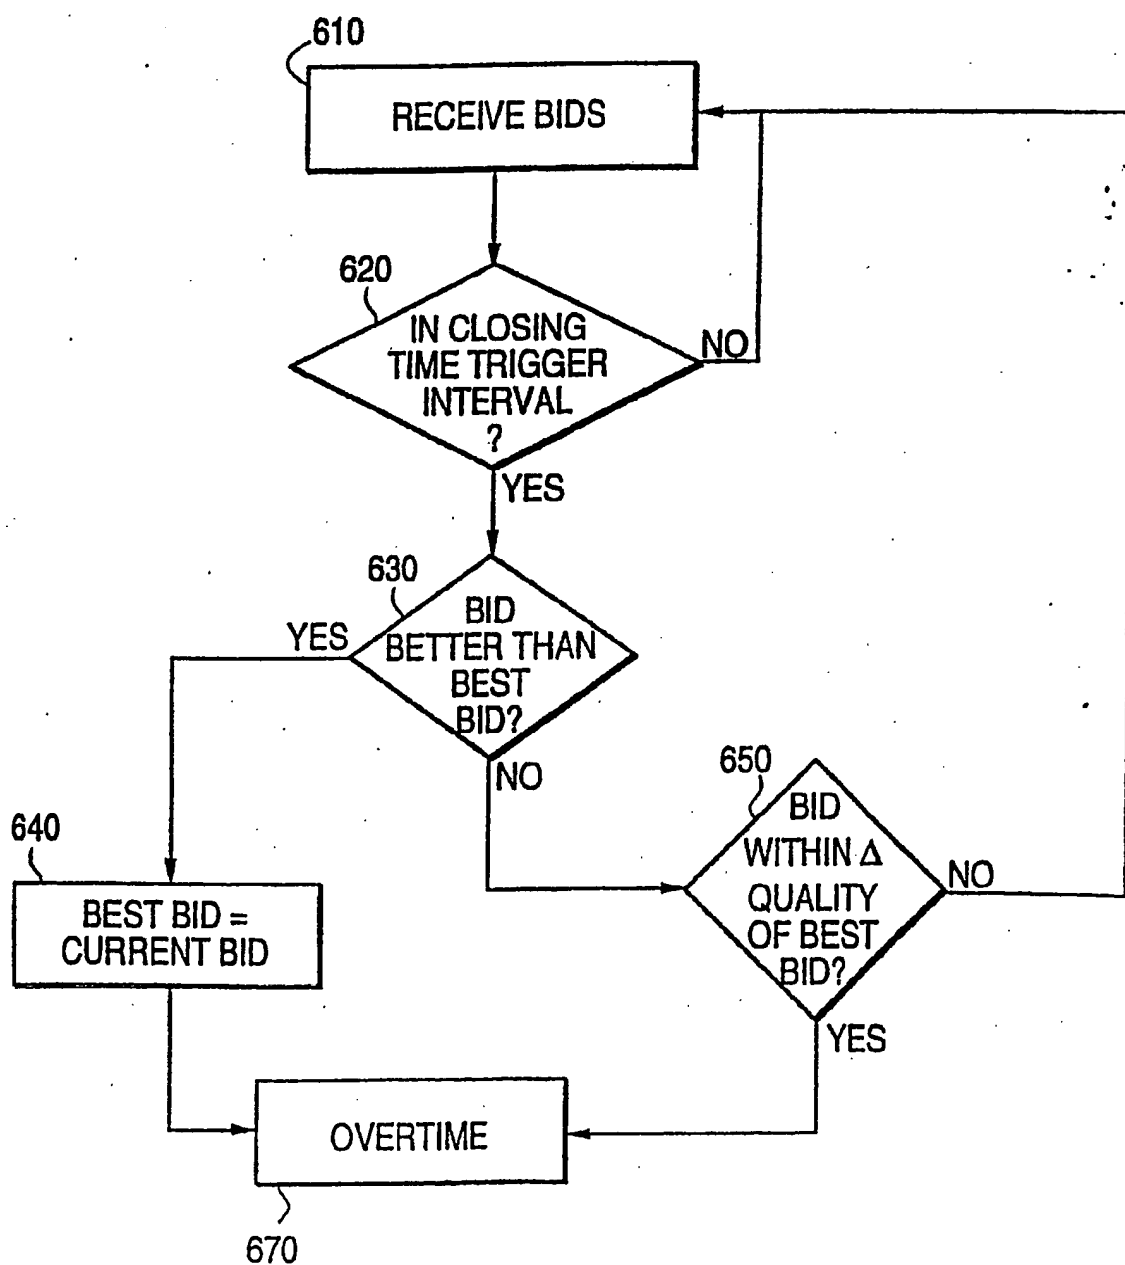 610
RECEIVE BIDS
620
IN CLOSING
TIME TRIGGER
INTERVAL
?
NO
YES
630
BID
BETTER THAN
BEST
BID?
YES
NO
640
BEST BID =
CURRENT BID
650
BID
WITHIN Δ
QUALITY
OF BEST
BID?
NO
YES
OVERTIME
670